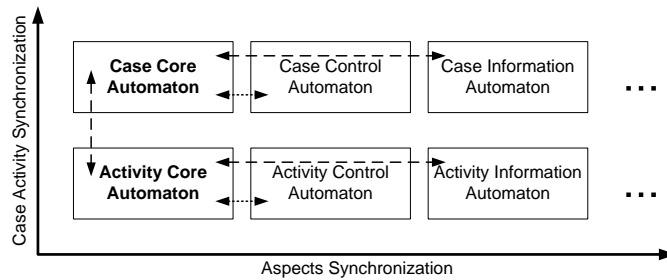 Case Activity Synchronization
Case Core
Automaton
Case Control
Automaton
Case Information
Automaton
...
Activity Core
Automaton
Activity Control
Automaton
Activity Information
Automaton
...
Aspects Synchronization